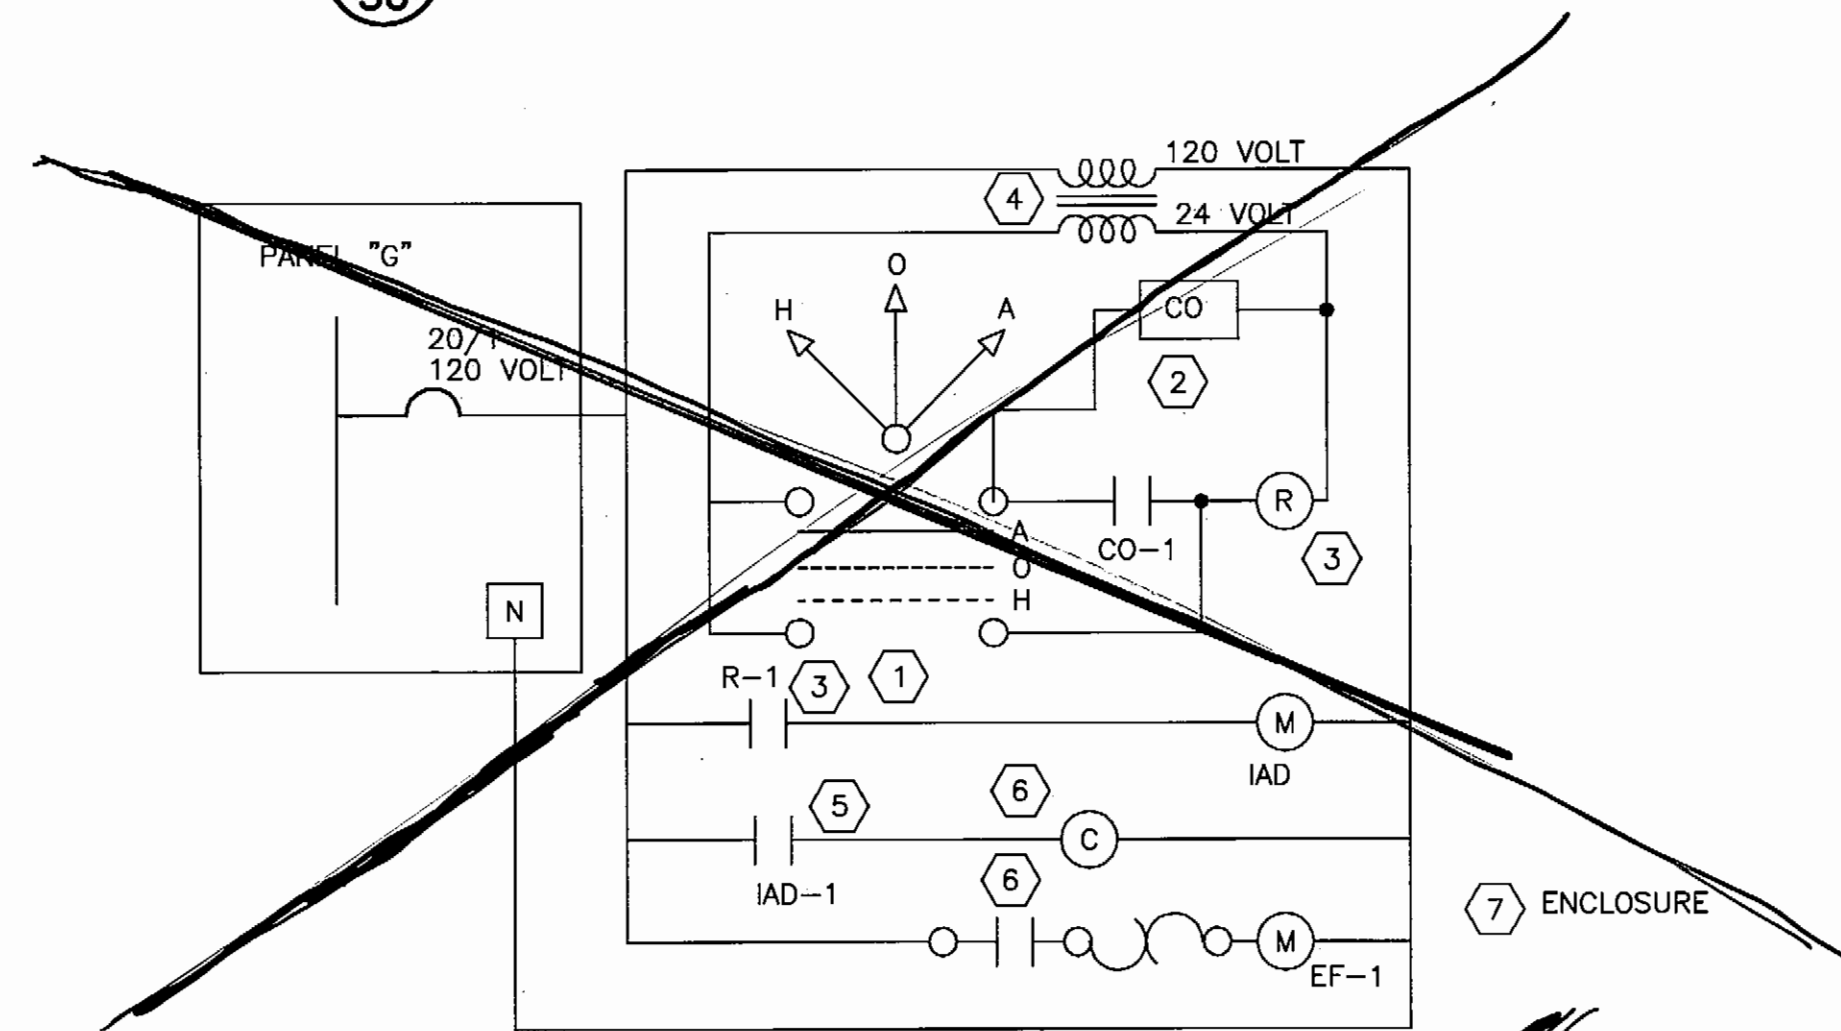 120 VOLT
4
24 VOLT
PANEL "G"
O
H
A
CO
20/1
120 VOLT
2
R
A
CO-1
3
O
H
N
R-1
3
1
M
IAD
6
5
C
6
IAD-1
7 ENCLOSURE
M
EF-1